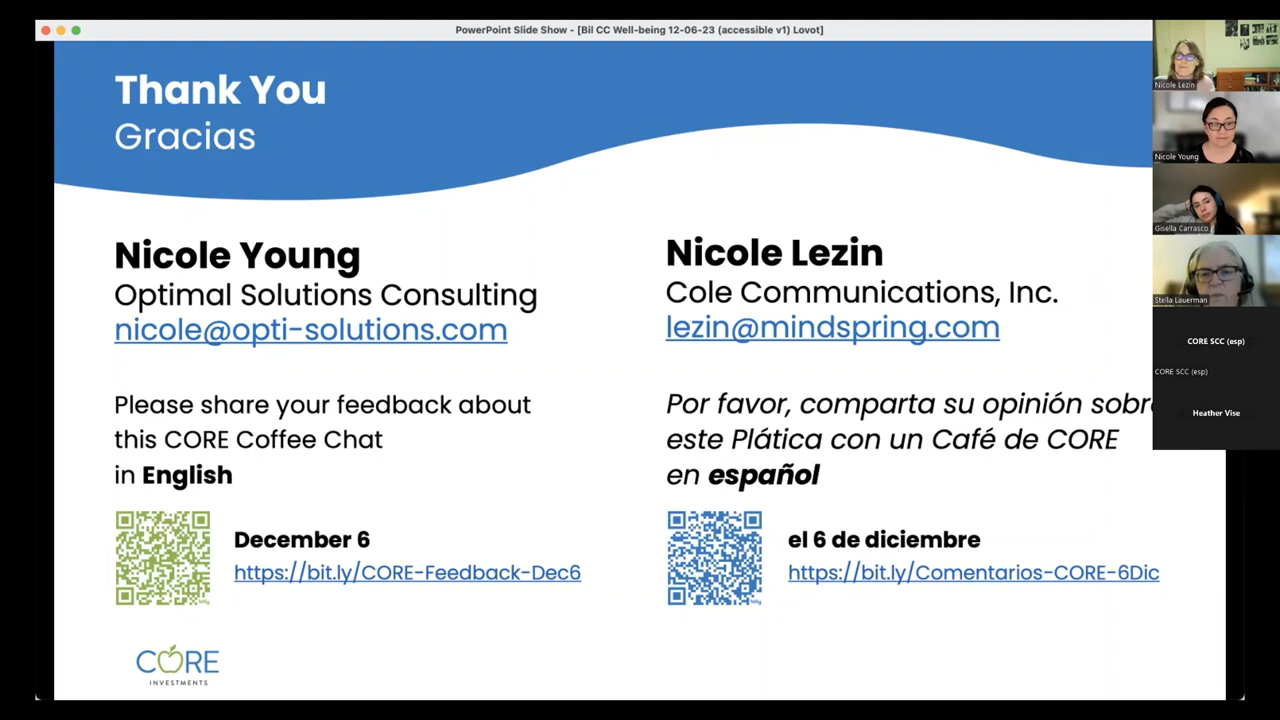 PowerPoint Slide Show - [Bil CC Well-being 12-06-23 (accessible v1) Lovot]
Thank You
Gracias
Nicole Young
Optimal Solutions Consulting
nicole@opti-solutions.com
Please share your feedback about
this CORE Coffee Chat
in English
December 6
https://bit.ly/CORE-Feedback-Dec6
Nicole Lezin
Cole Communications, Inc.
lezin@mindspring.com
Por favor, comparta su opinión sobre
este Plática con un Café de CORE
en español
el 6 de diciembre
https://bit.ly/Comentarios-CORE-6Dic
CORE
INVESTMENTS
Nicole Lezin
Nicole Young
Gisella Carrasco
Stella Lauerman
CORE SCC (esp)
CORE SCC (esp)
Heather Vise